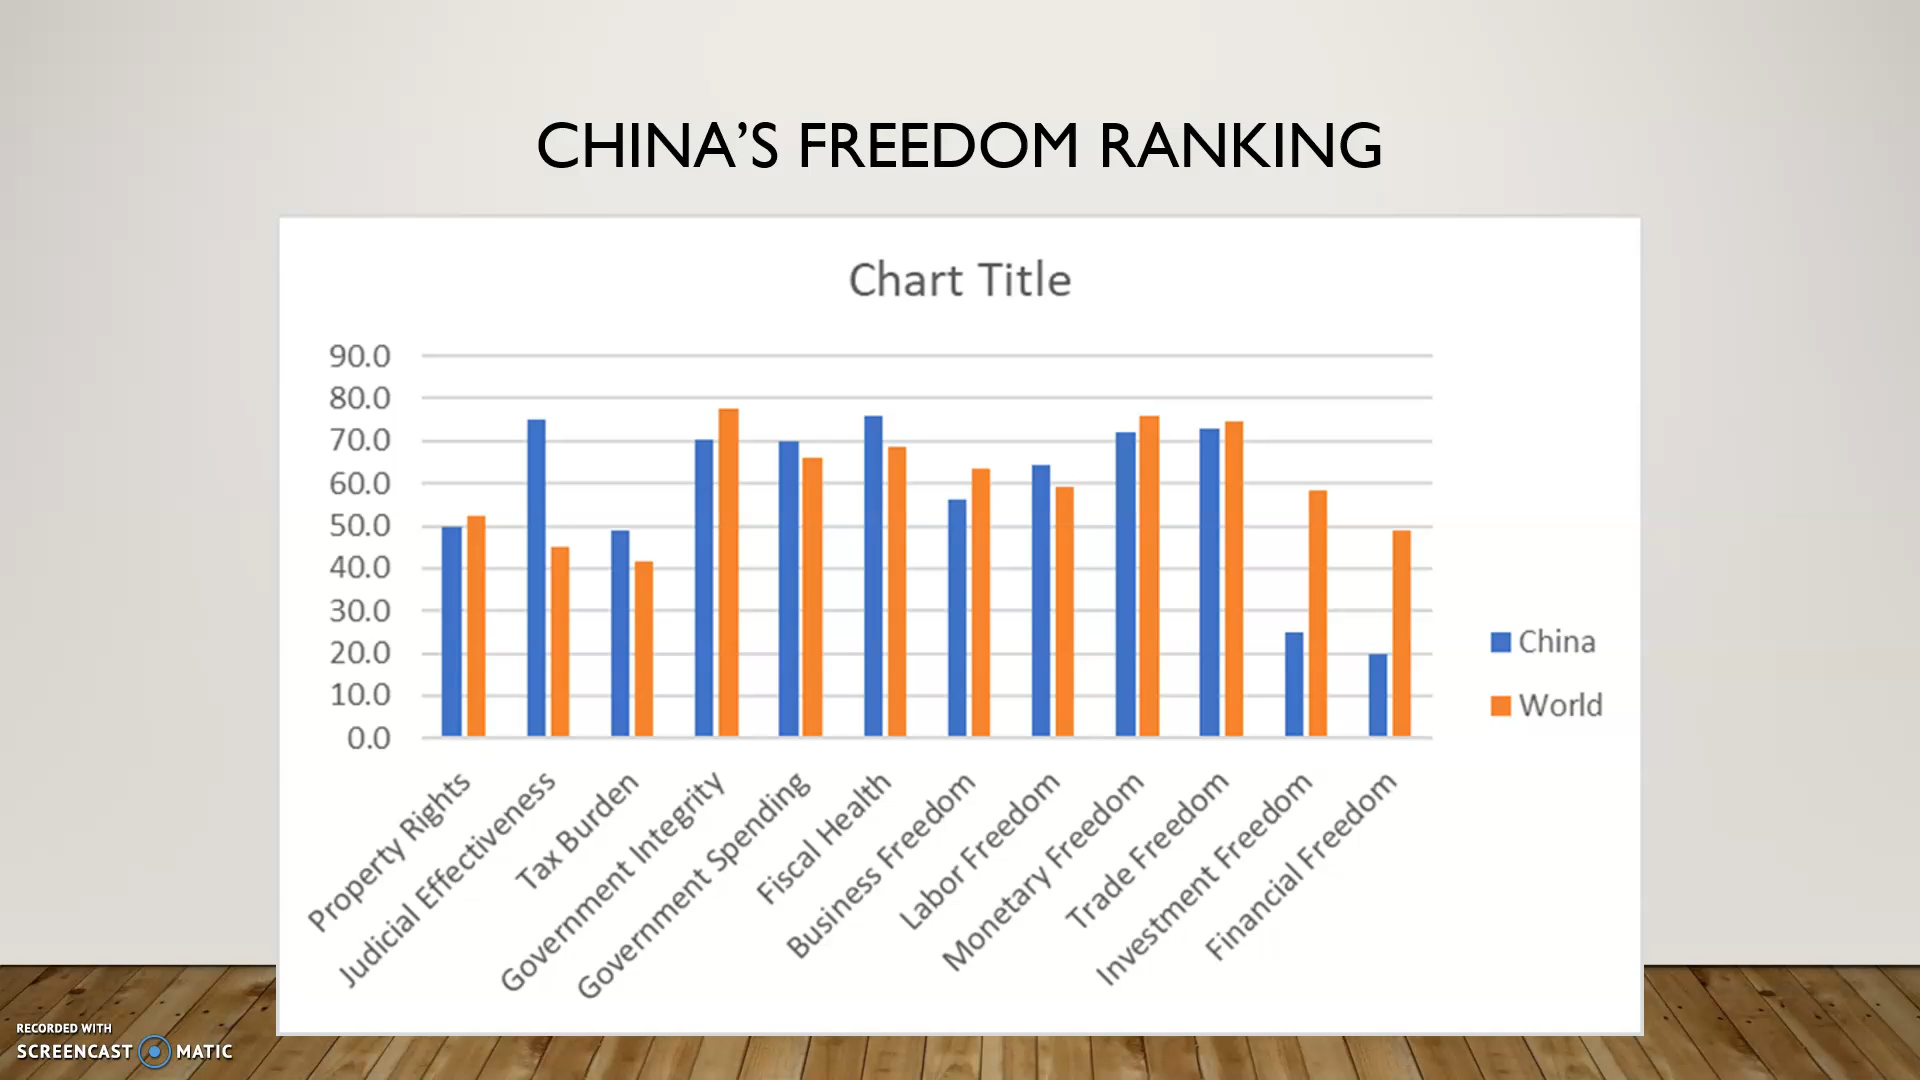 CHINA’S FREEDOM RANKING
Chart Title
90.0
80.0
70.0
60.0
50.0
40.0
30.0
20.0
10.0
0.0
China
World
Property Rights
Judicial Effectiveness
Tax Burden
Government Integrity
Government Spending
Fiscal Health
Business Freedom
Labor Freedom
Monetary Freedom
Trade Freedom
Investment Freedom
Financial Freedom
RECORDED WITH
SCREENCAST MATIC